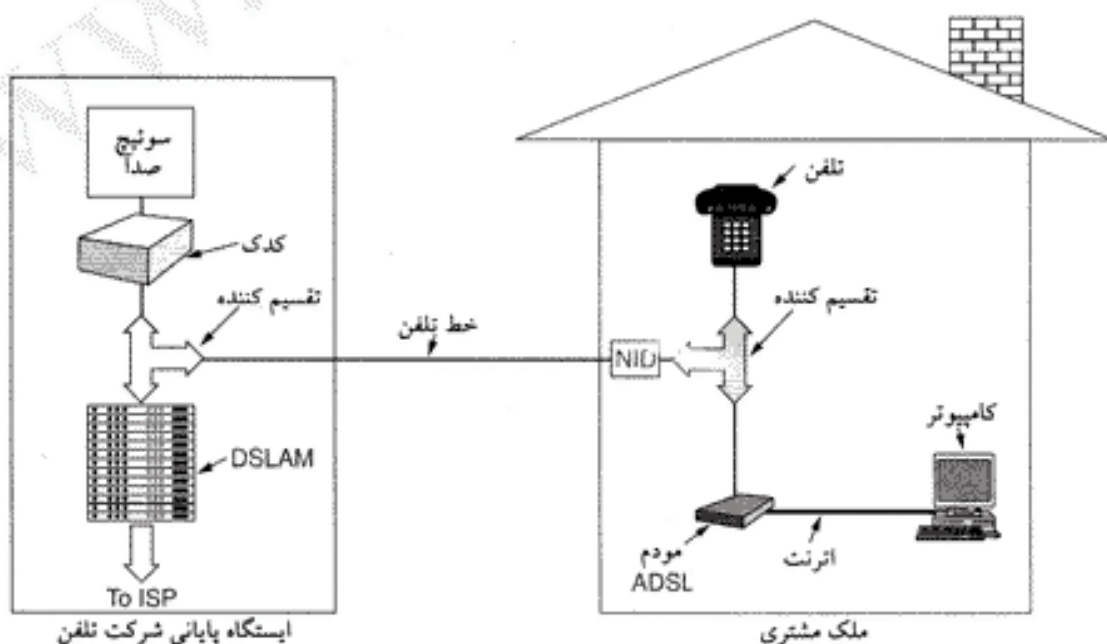 سوئیچ
صدا
کدک
تقسیم کننده
DSLAM
To ISP
ایستگاه پایانی شرکت تلفن
خط تلفن
NID
تلفن
تقسیم کننده
کامپیوتر
مودم
ADSL
اترنت
ملک مشتری